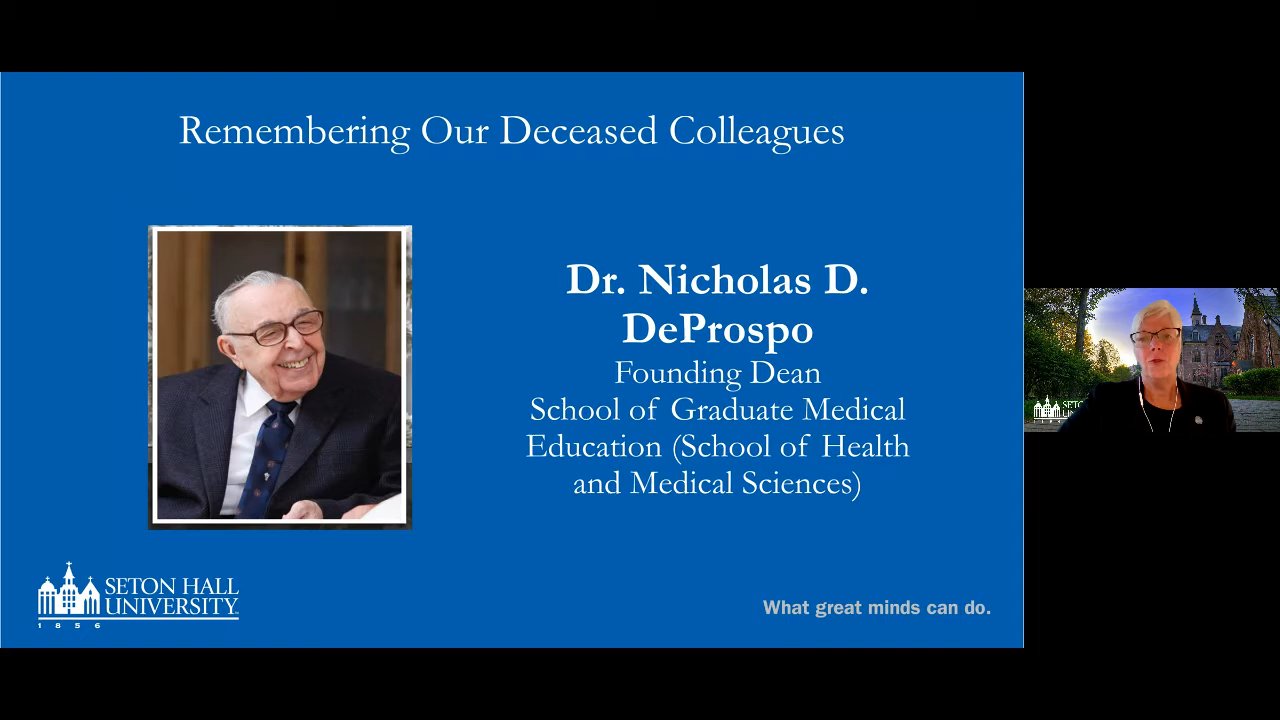 Remembering Our Deceased Colleagues
Dr. Nicholas D.
DeProspo
Founding Dean
School of Graduate Medical
Education (School of Health
and Medical Sciences)
SETON HALL
UNIVERSITY
1 8 5 6
What great minds can do.